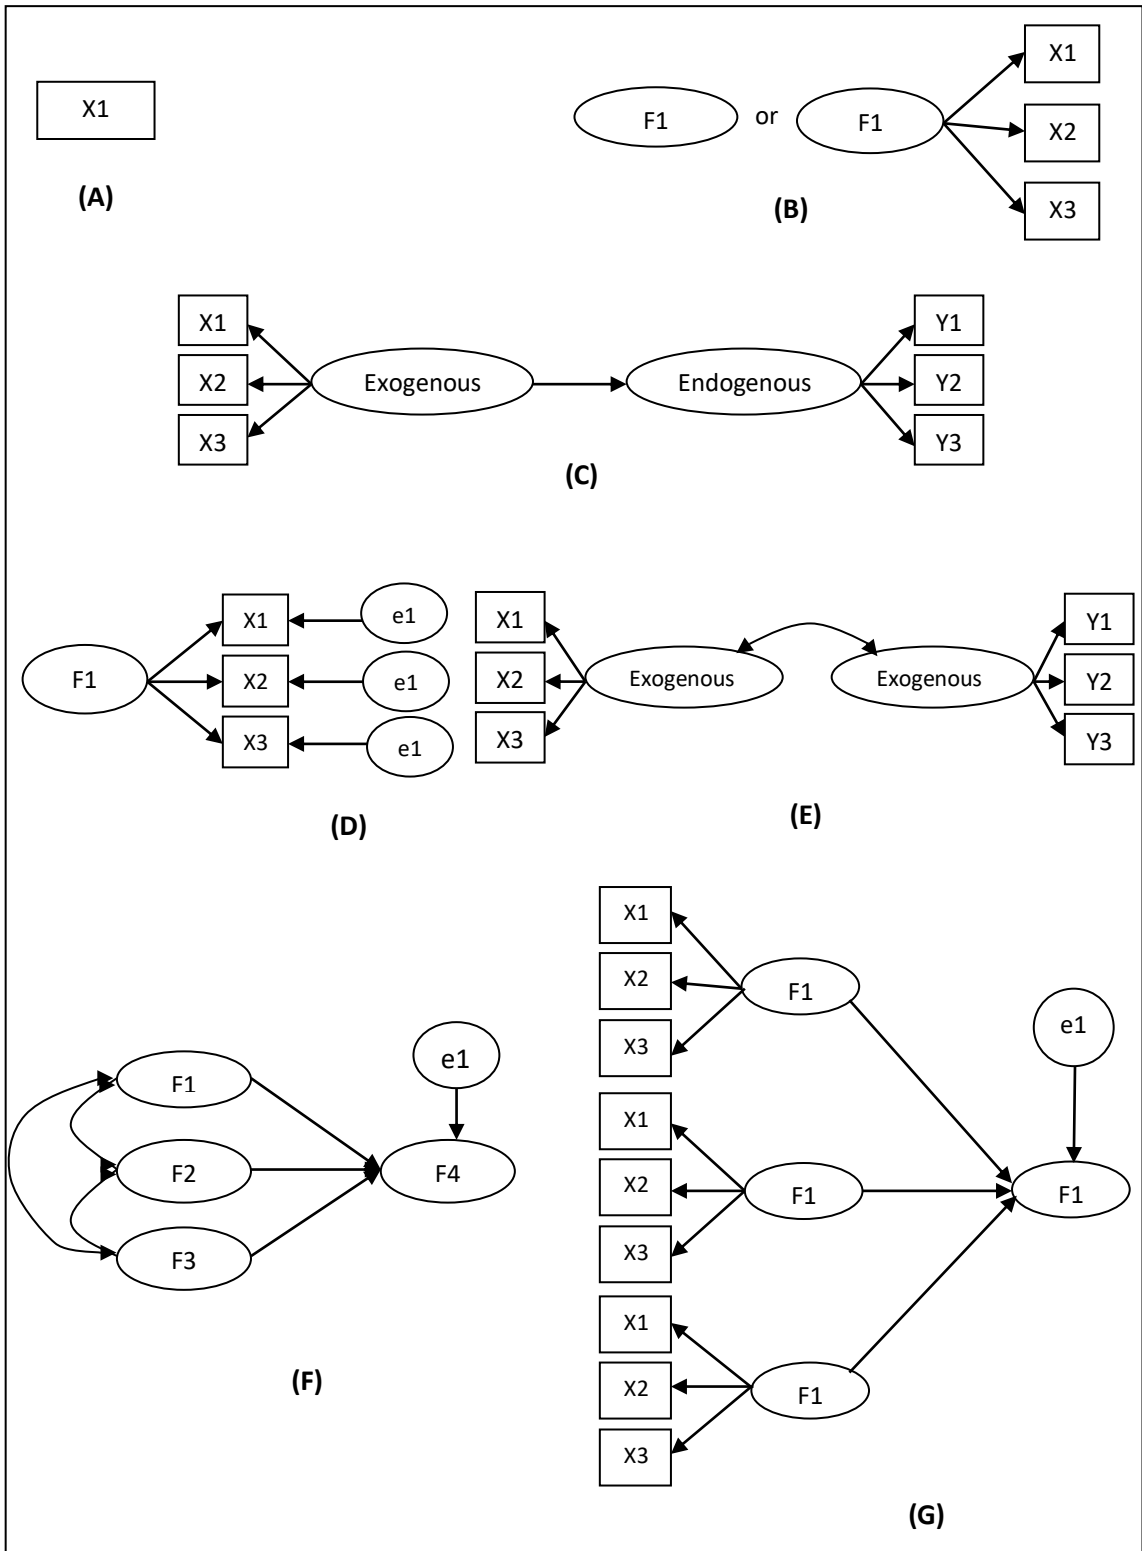 X1
(A)
F1 or F1
X1
X2
X3
(B)
X1
X2
X3
Exogenous
Endogenous
Y1
Y2
Y3
(C)
F1
X1
X2
X3
e1
e1
e1
(D)
X1
X2
X3
Exogenous
Exogenous
Y1
Y2
Y3
(E)
F1
F2
F3
e1
F4
(F)
X1
X2
X3
F1
X1
X2
X3
F1
X1
X2
X3
F1
e1
F1
(G)